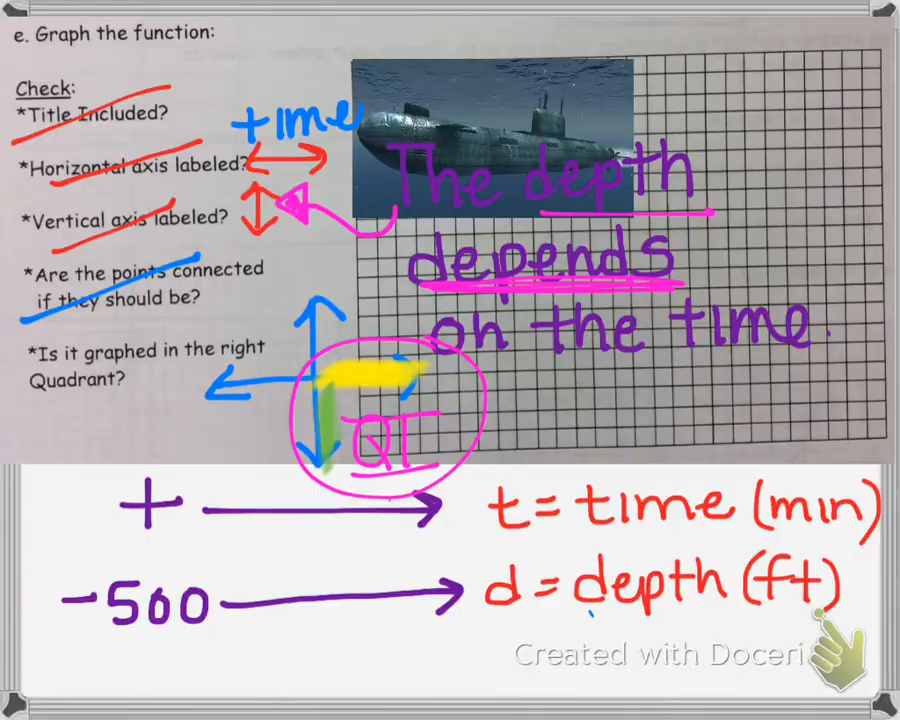 e. Graph the function:
Check:
*Title Included?
time
*Horizontal axis labeled?
The depth
*Vertical axis labeled?
depends
*Are the points connected
if they should be?
on the time.
*Is it graphed in the right
Quadrant?
QT
+ t = time (min)
-500 d = depth (ft)
Created with Doceri